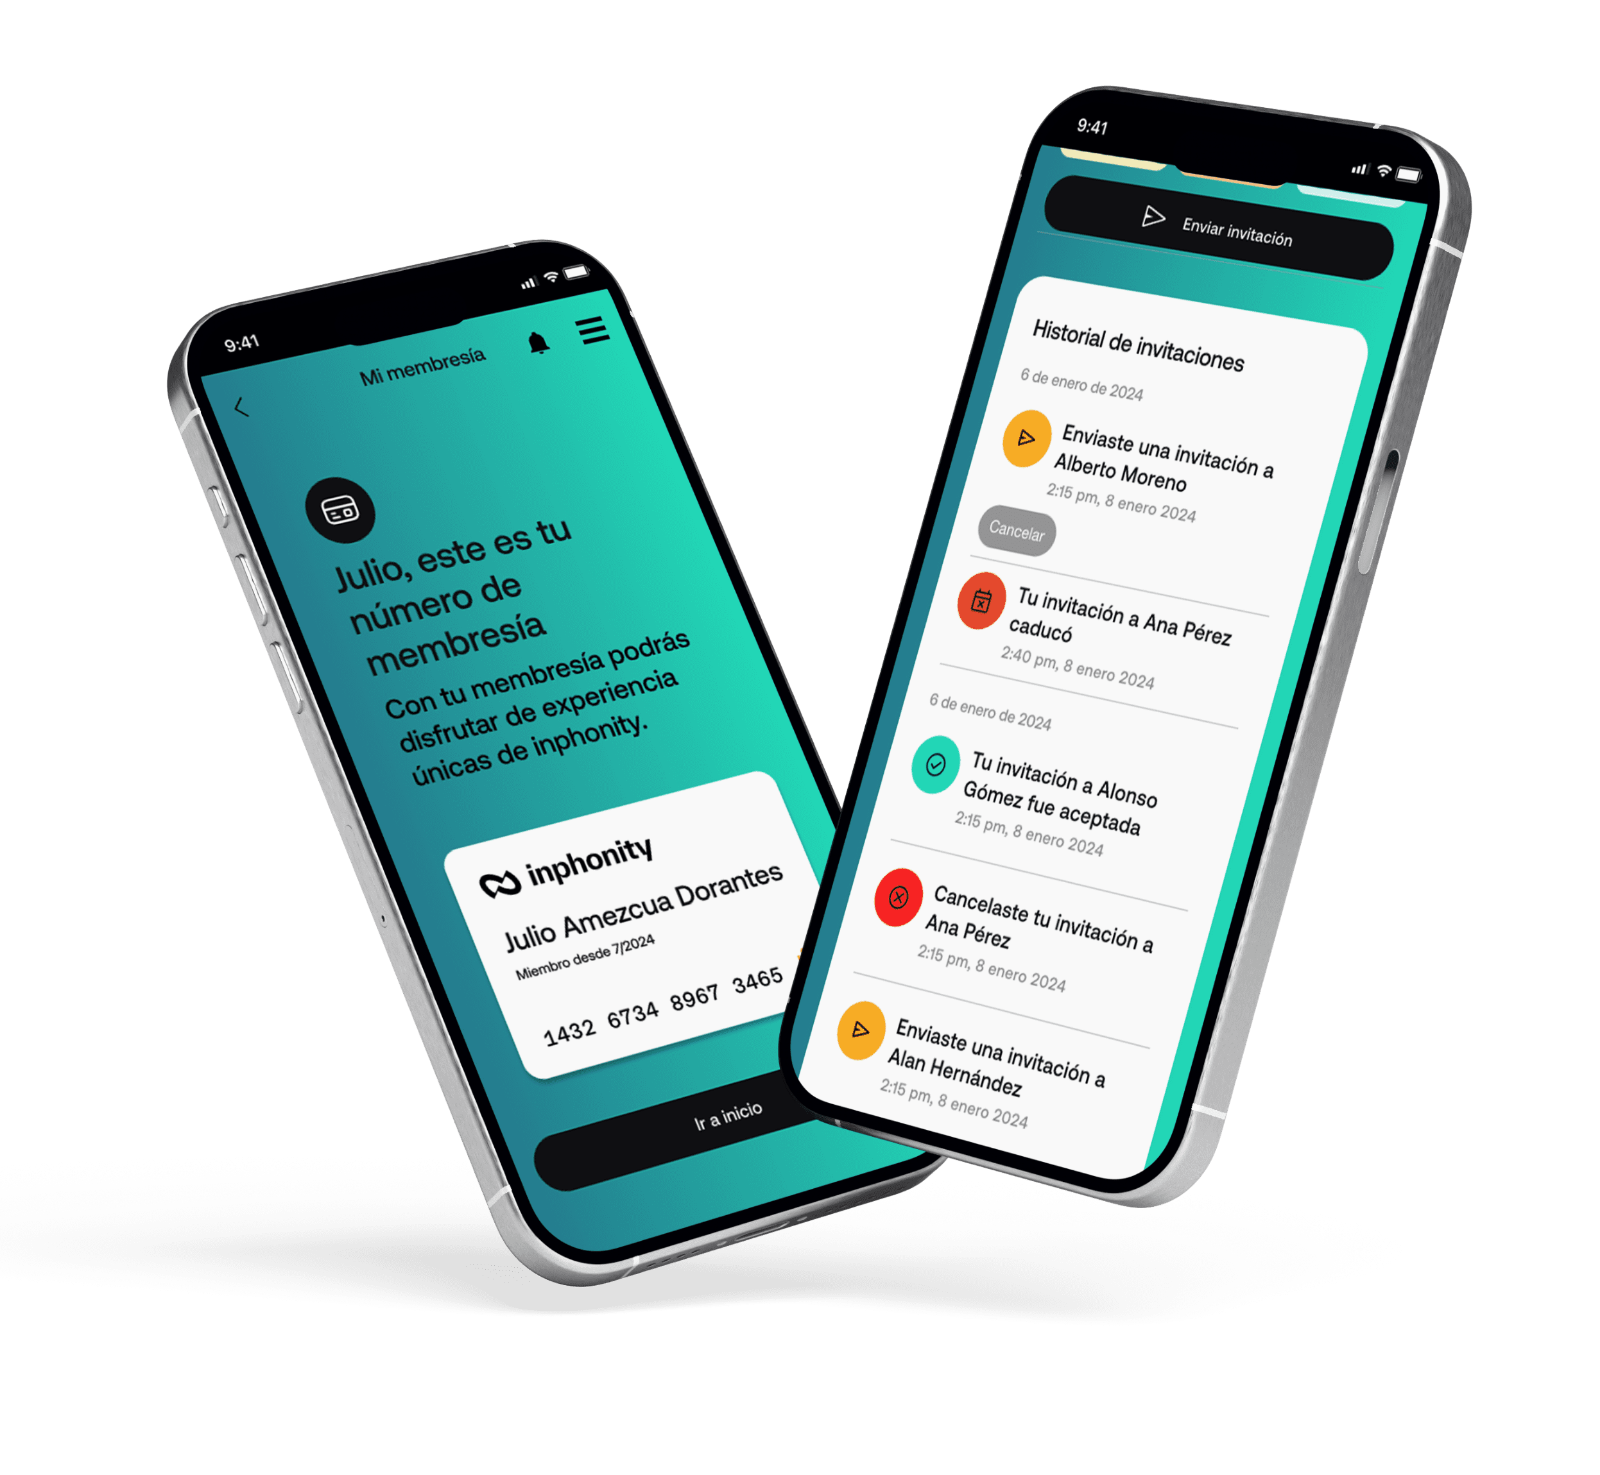 9:41
Mi membresía
Julio, este es tu
número de
membresía
Con tu membresía podrás
disfrutar de experiencia
únicas de inphonity.
inphonity
Julio Amezcua Dorantes
Miembro desde 7/2024
1432 6734 8967 3465
Ir a inicio
9:41
Enviar invitación
Historial de invitaciones
6 de enero de 2024
Enviaste una invitación a
Alberto Moreno
2:15 pm, 8 enero 2024
Cancelar
Tu invitación a Ana Pérez
caducó
2:40 pm, 8 enero 2024
6 de enero de 2024
Tu invitación a Alonso
Gómez fue aceptada
2:15 pm, 8 enero 2024
Cancelaste tu invitación a
Ana Pérez
2:15 pm, 8 enero 2024
Enviaste una invitación a
Alan Hernández
2:15 pm, 8 enero 2024